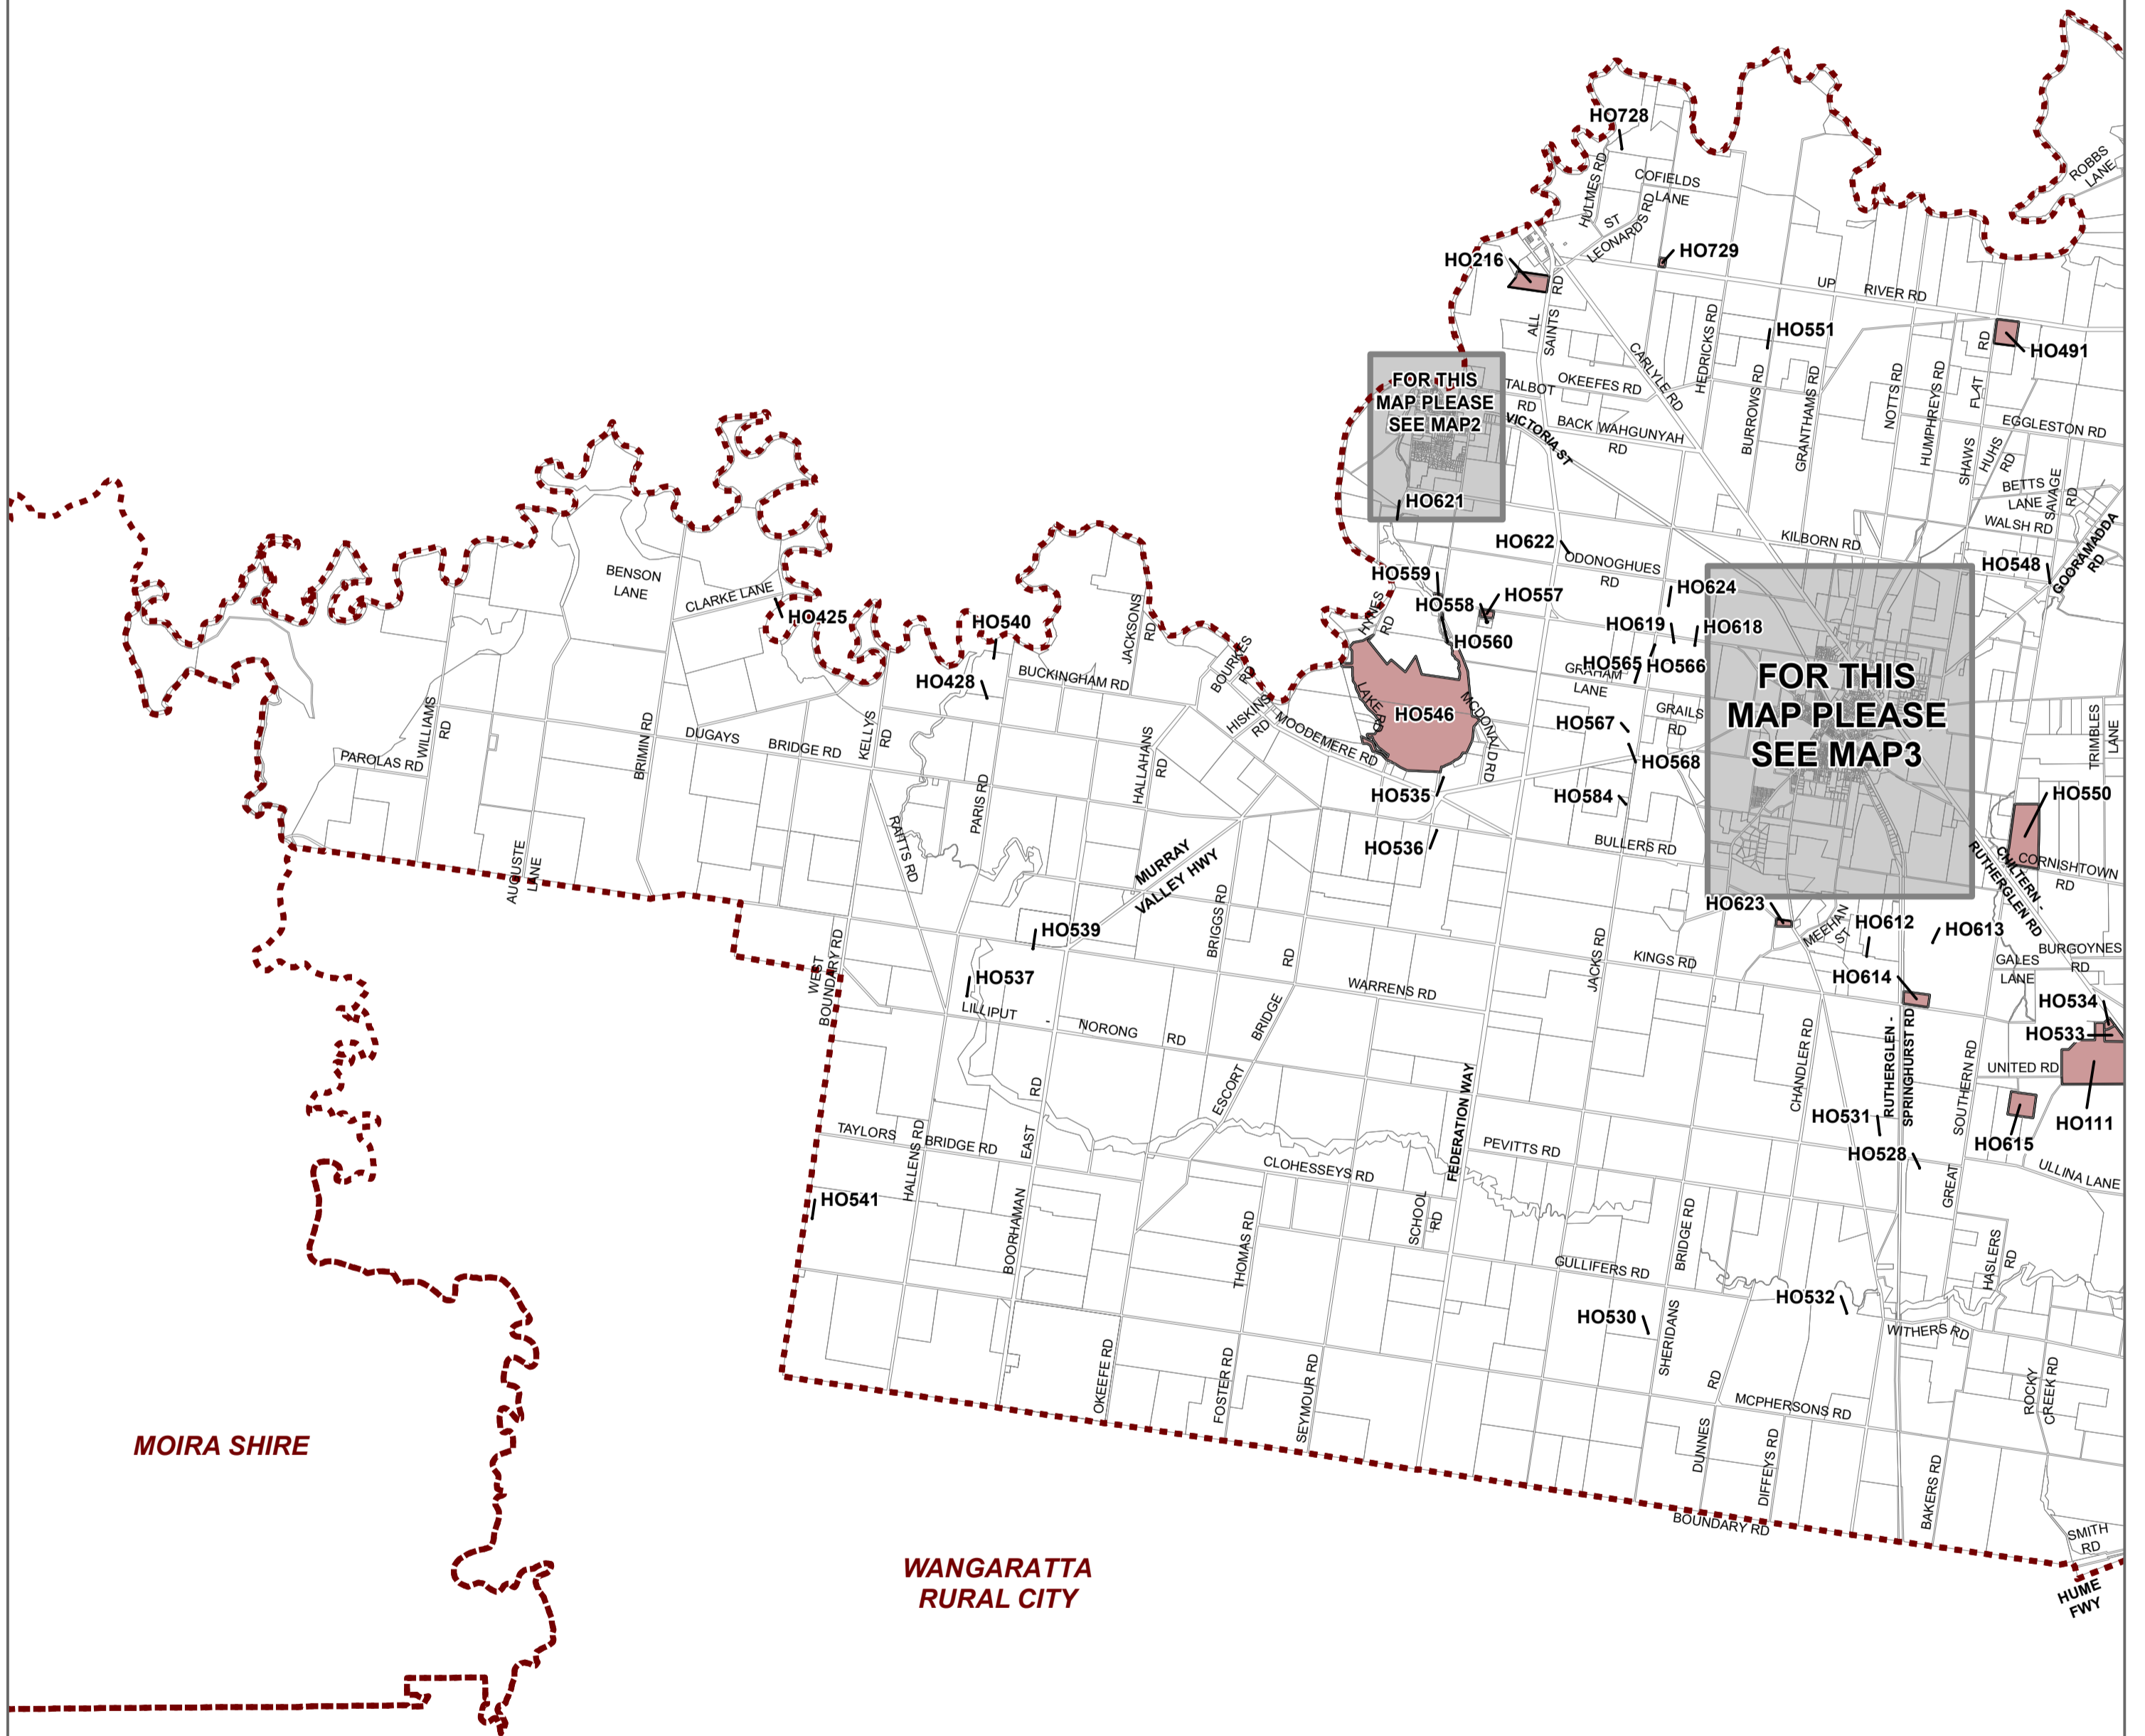 HO728
ROBBS
LANE
HULMES RD
COFIELDS
LANE
ST
LEONARDS RD
HO216
HO729
UP
RIVER RD
ALL
SAINTS
RD
HEDRICKS RD
HO551
RD
HO491
CARLYLE RD
FOR THIS
MAP PLEASE
SEE MAP2
TALBOT
RD
OKEEFES RD
VICTORIA ST
BACK WAHGUNYAH
RD
BURROWS RD
GRANTHAMS RD
NOTTS RD
HUMPHREYS RD
FLAT
SHAWS
HUHS
RD
EGGLESTON RD
BETTS
LANE
SAVAGE
RD
WALSH RD
GOORAMADDA
RD
HO621
HO622
ODONOGHUES
RD
KILBORN RD
HO548
BENSON
LANE
CLARKE LANE
HO425
HO540
JACKSONS
RD
HO559
HYNES
RD
HO558
HO557
HO560
HO624
HO619
HO618
HO565
HO566
GRAHAM
LANE
GRAILS
RD
FOR THIS
MAP PLEASE
SEE MAP3
HO428
BUCKINGHAM RD
BOURKES
RD
HISKINS
RD
MOODEMERE RD
LAKE RD
HO546
MCDONALD RD
HO567
HO568
HO584
TRIMBLES
LANE
HO550
PAROLAS RD
WILLIAMS
RD
BRIMIN RD
DUGAYS
BRIDGE RD
KELLYS
RD
HALLAHANS
RD
PARIS RD
RAITTS RD
HO535
HO536
BULLERS RD
CORNISHTOWN
RD
CHILTERN -
RUTHERGLEN RD
AUGUSTE
LANE
MURRAY
VALLEY HWY
HO539
BRIGGS RD
HO623
MEEHAN
ST
HO612
HO613
BURGOYNES
RD
GALES
LANE
WEST
BOUNDARY RD
HO537
LILLIPUT
-
NORONG
RD
RD
BRIDGE
ESCORT
WARRENS RD
JACKS RD
KINGS RD
HO614
HO534
HO533
UNITED RD
HO111
CHANDLER RD
RUTHERGLEN -
SPRINGHURST RD
SOUTHERN RD
GREAT
HO531
HO615
HO528
ULLINA LANE
TAYLORS
BRIDGE RD
HALLENS RD
RD
EAST
BOORHAMAN
FEDERATION WAY
PEVITTS RD
CLOHESSEYS RD
HO541
THOMAS RD
SCHOOL
RD
GULLIFERS RD
BRIDGE RD
SHERIDANS
HASLERS
RD
HO532
HO530
WITHERS RD
OKEEFE RD
FOSTER RD
SEYMOUR RD
RD
DUNNES
MCPHERSONS RD
DIFFEYS RD
ROCKY
CREEK RD
BAKERS RD
BOUNDARY RD
SMITH
RD
HUME
FWY
MOIRA SHIRE
WANGARATTA
RURAL CITY